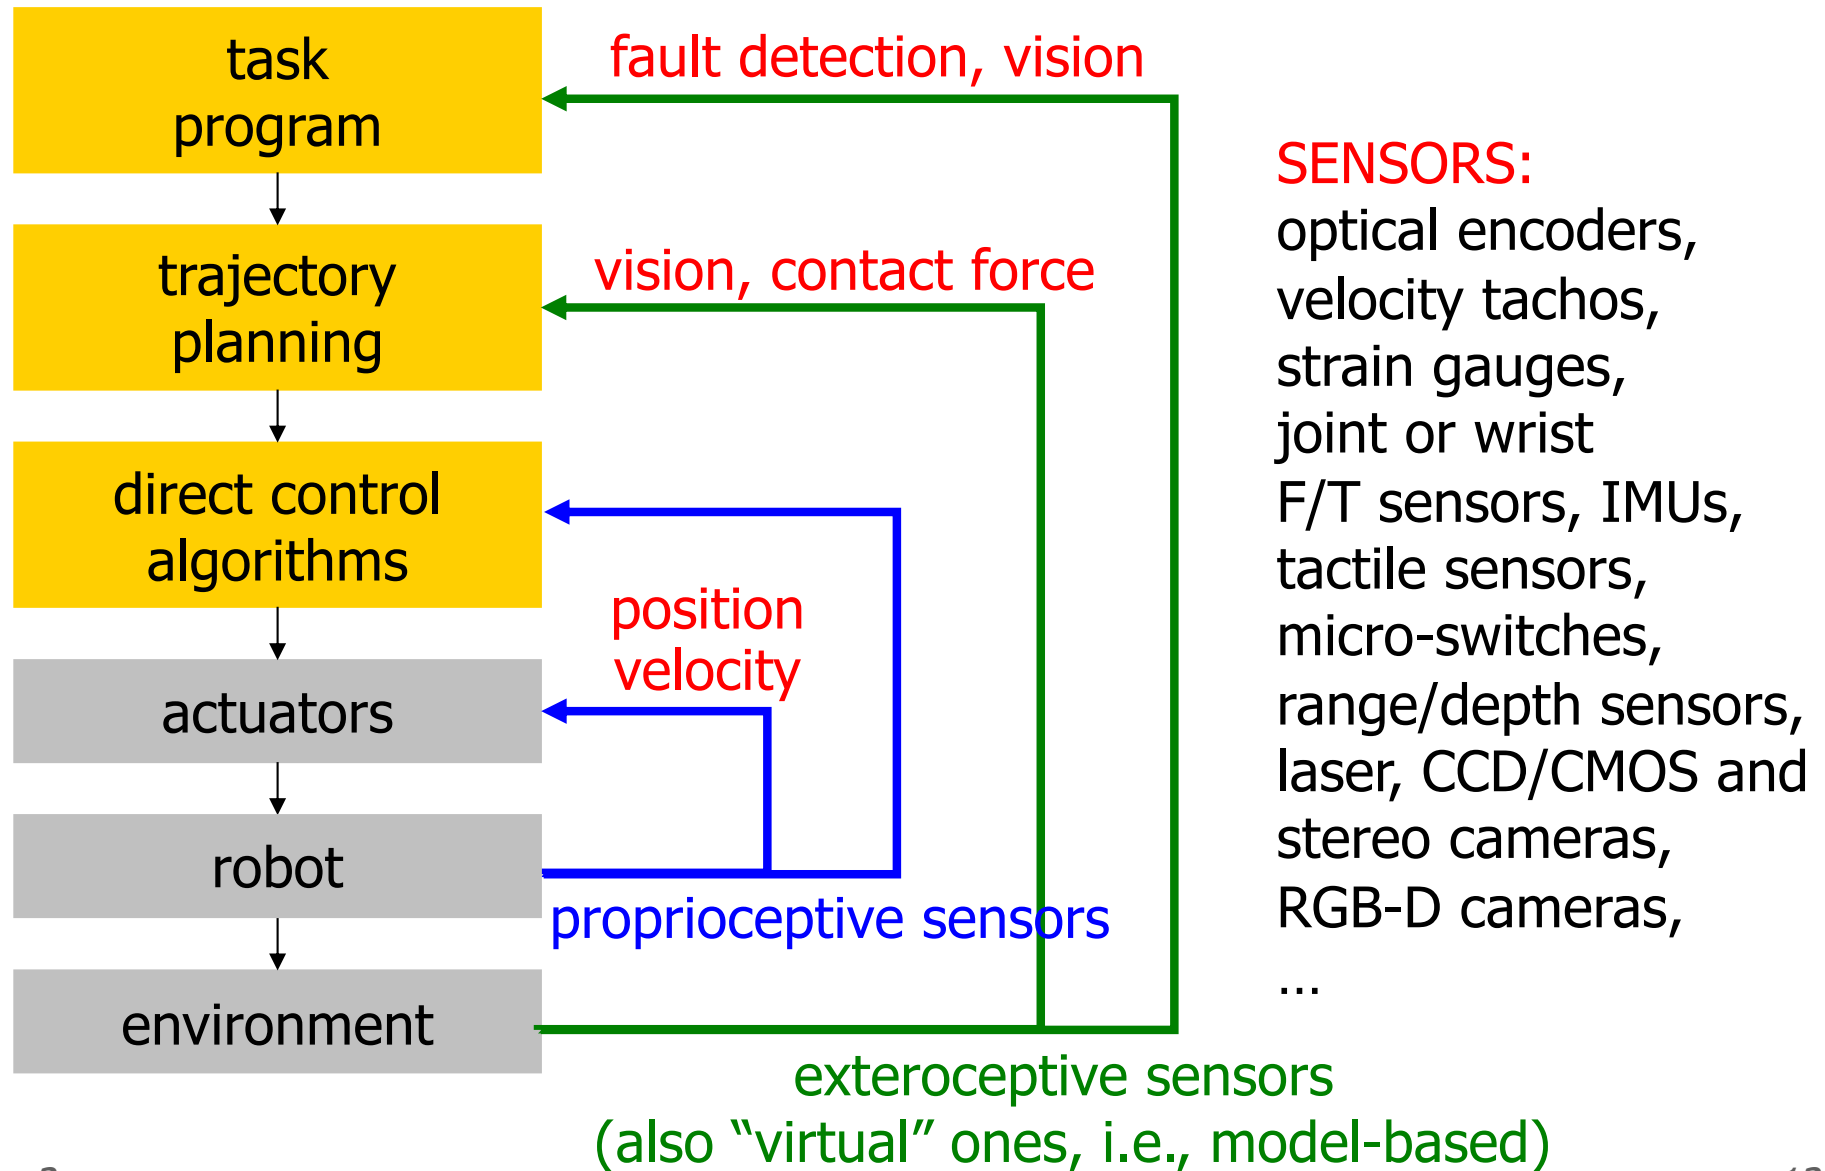 task
program
fault detection, vision
trajectory
planning
vision, contact force
direct control
algorithms
position
velocity
actuators
robot
proprioceptive sensors
environment
exteroceptive sensors
(also “virtual” ones, i.e., model-based)
SENSORS:
optical encoders,
velocity tachos,
strain gauges,
joint or wrist
F/T sensors, IMUs,
tactile sensors,
micro-switches,
range/depth sensors,
laser, CCD/CMOS and
stereo cameras,
RGB-D cameras,
…